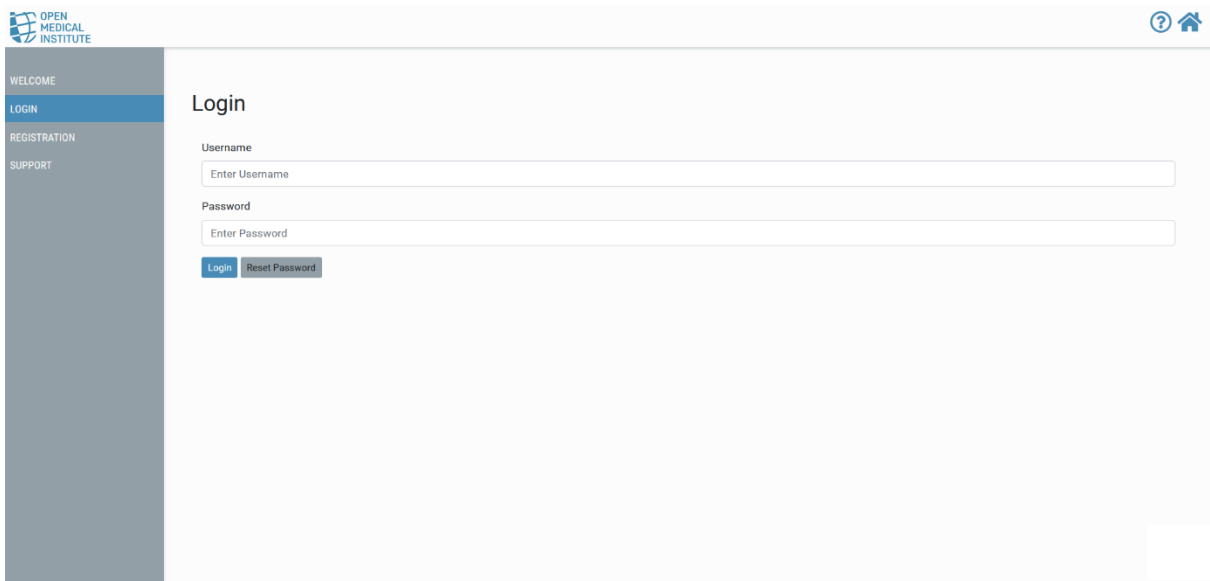 OPEN
MEDICAL
INSTITUTE
WELCOME
LOGIN
REGISTRATION
SUPPORT
Login
Username
Enter Username
Password
Enter Password
Login Reset Password